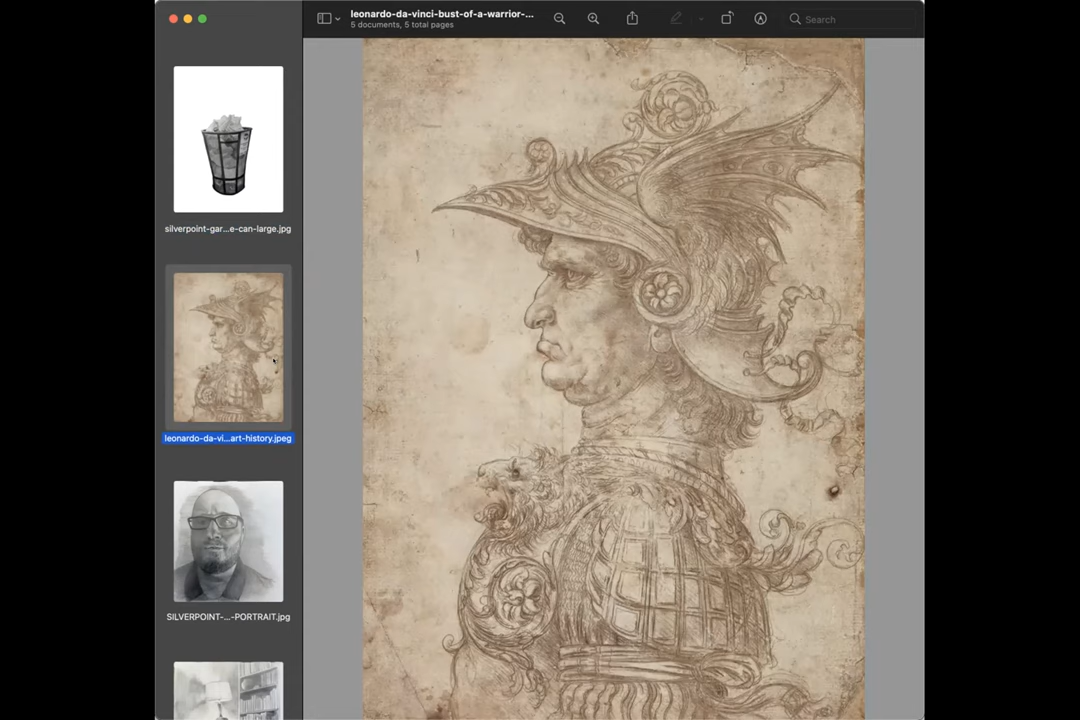 leonardo-da-vinci-bust-of-a-warrior-...
5 documents, 5 total pages
Search
silverpoint-gar...e-can-large.jpg
leonardo-da-vi...art-history.jpeg
SILVERPOINT-...-PORTRAIT.jpg